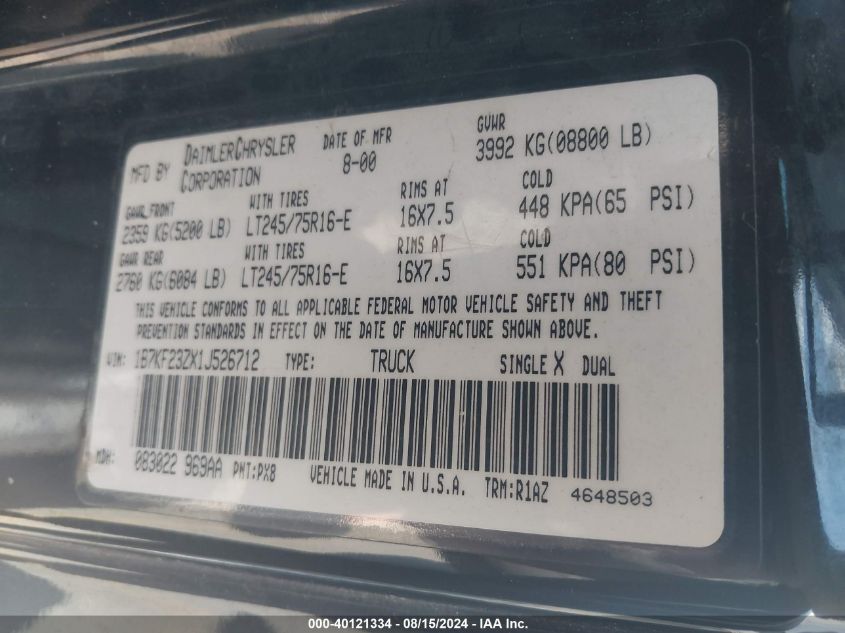 MFD BY DAIMLERCHRYSLER CORPORATION DATE OF MFR 8-00 GVWR 3992 KG(08800 LB)
GAWR FRONT WITH TIRES RIMS AT COLD
2359 KG(5200 LB) LT245/75R16-E 16X7.5 448 KPA(65 PSI)
GAWR REAR WITH TIRES RIMS AT COLD
2760 KG(6084 LB) LT245/75R16-E 16X7.5 551 KPA(80 PSI)
THIS VEHICLE CONFORMS TO ALL APPLICABLE FEDERAL MOTOR VEHICLE SAFETY AND THEFT
PREVENTION STANDARDS IN EFFECT ON THE DATE OF MANUFACTURE SHOWN ABOVE.
VIN: 1B7KF23ZX1J526712 TYPE: TRUCK SINGLE X DUAL
MDH: 083022 969AA PNT:PX8 VEHICLE MADE IN U.S.A. TRM:R1AZ 4648503
000-40121334 - 08/15/2024 - IAA Inc.